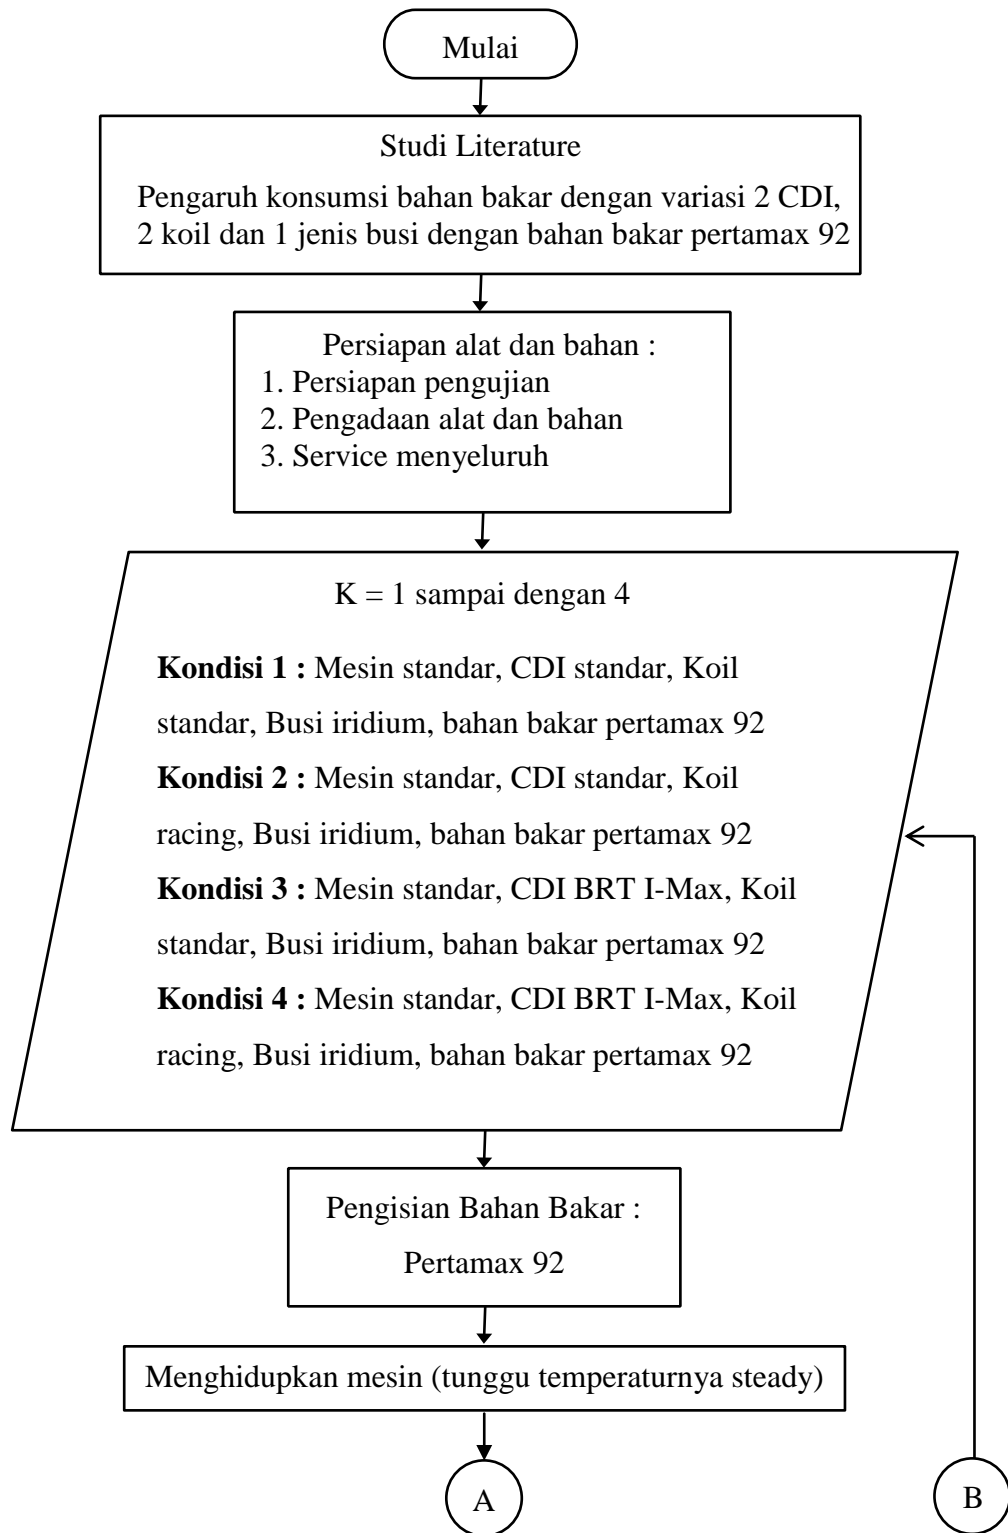 Mulai
Studi Literature
Pengaruh konsumsi bahan bakar dengan variasi 2 CDI,
2 koil dan 1 jenis busi dengan bahan bakar pertamax 92
Persiapan alat dan bahan :
1. Persiapan pengujian
2. Pengadaan alat dan bahan
3. Service menyeluruh
K = 1 sampai dengan 4
Kondisi 1 : Mesin standar, CDI standar, Koil
standar, Busi iridium, bahan bakar pertamax 92
Kondisi 2 : Mesin standar, CDI standar, Koil
racing, Busi iridium, bahan bakar pertamax 92
Kondisi 3 : Mesin standar, CDI BRT I-Max, Koil
standar, Busi iridium, bahan bakar pertamax 92
Kondisi 4 : Mesin standar, CDI BRT I-Max, Koil
racing, Busi iridium, bahan bakar pertamax 92
Pengisian Bahan Bakar :
Pertamax 92
Menghidupkan mesin (tunggu temperaturnya steady)
A
B